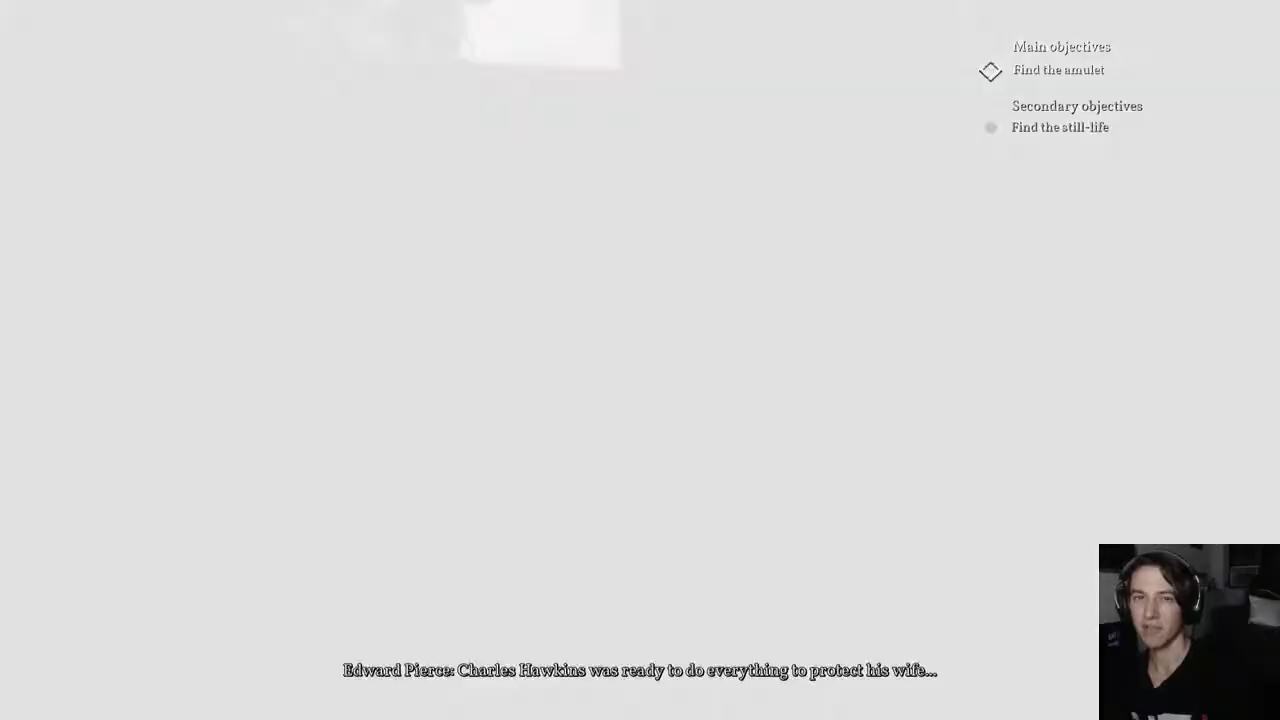 Main objectives
Find the amulet
Secondary objectives
Find the still-life
Edward Pierce: Charles Hawkins was ready to do everything to protect his wife...